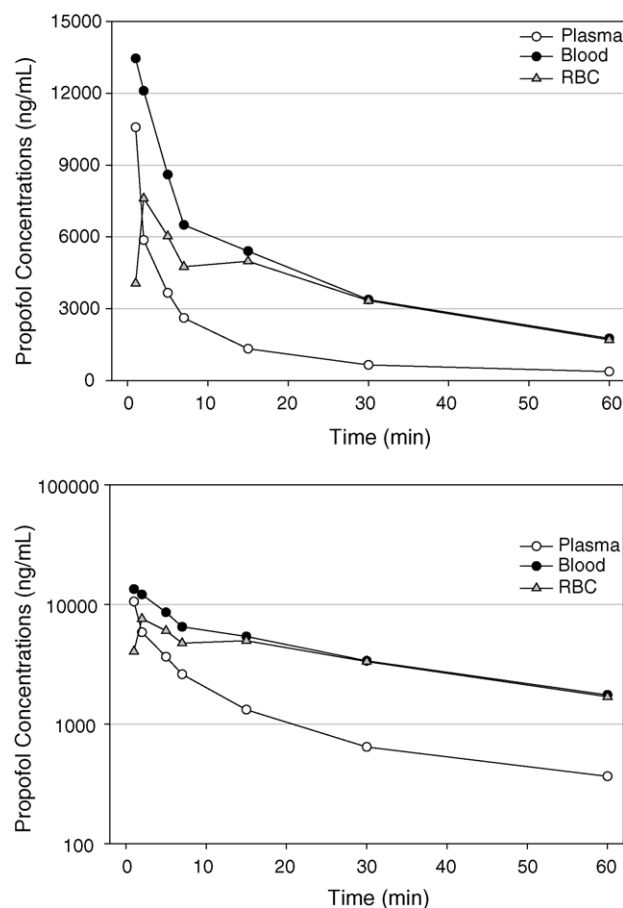 Plasma
Blood
RBC
Propofol Concentrations (ng/mL)
15000
12000
9000
6000
3000
0
0 10 20 30 40 50 60
Time (min)
Plasma
Blood
RBC
Propofol Concentrations (ng/mL)
100000
10000
1000
100
0 10 20 30 40 50 60
Time (min)